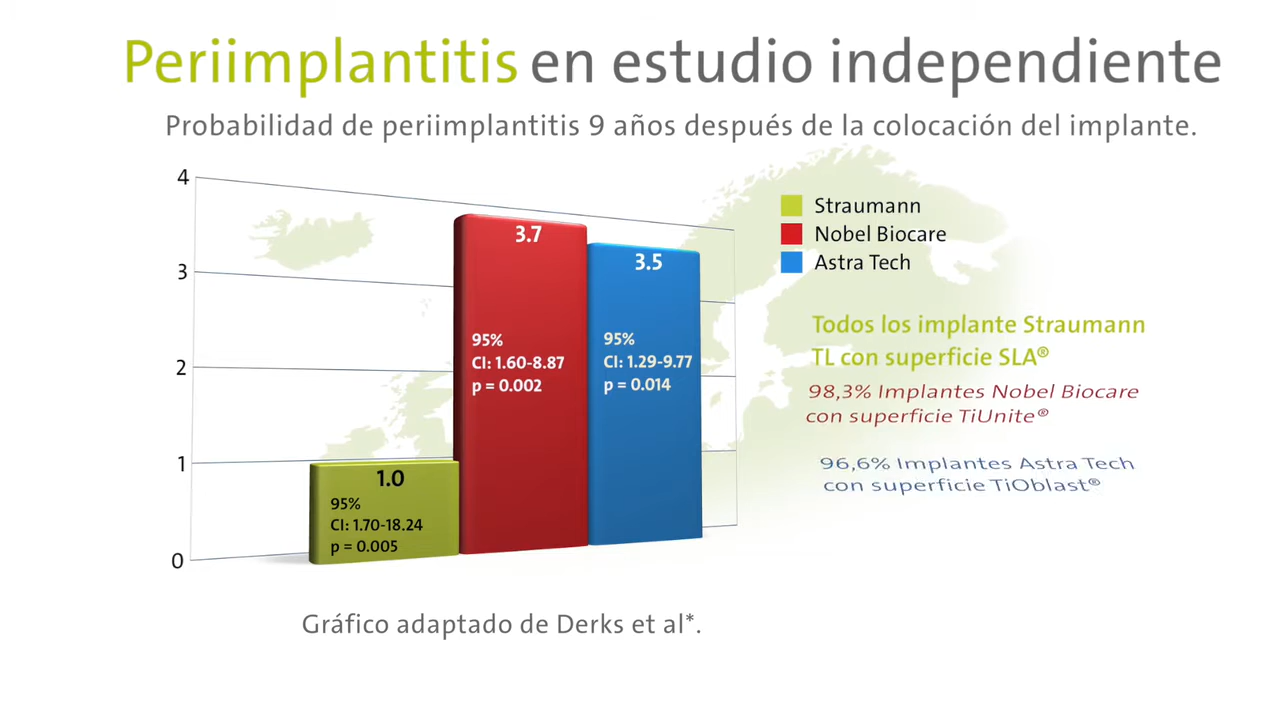 Periimplantitis en estudio independiente
Probabilidad de periimplantitis 9 años después de la colocación del implante.
4
3
2
1
0
1.0
95%
CI: 1.70-18.24
p = 0.005
3.7
95%
CI: 1.60-8.87
p = 0.002
3.5
95%
CI: 1.29-9.77
p = 0.014
Straumann
Nobel Biocare
Astra Tech
Todos los implante Straumann
TL con superficie SLA®
98,3% Implantes Nobel Biocare
con superficie TiUnite®
96,6% Implantes Astra Tech
con superficie TiOblast®
Gráfico adaptado de Derks et al*.